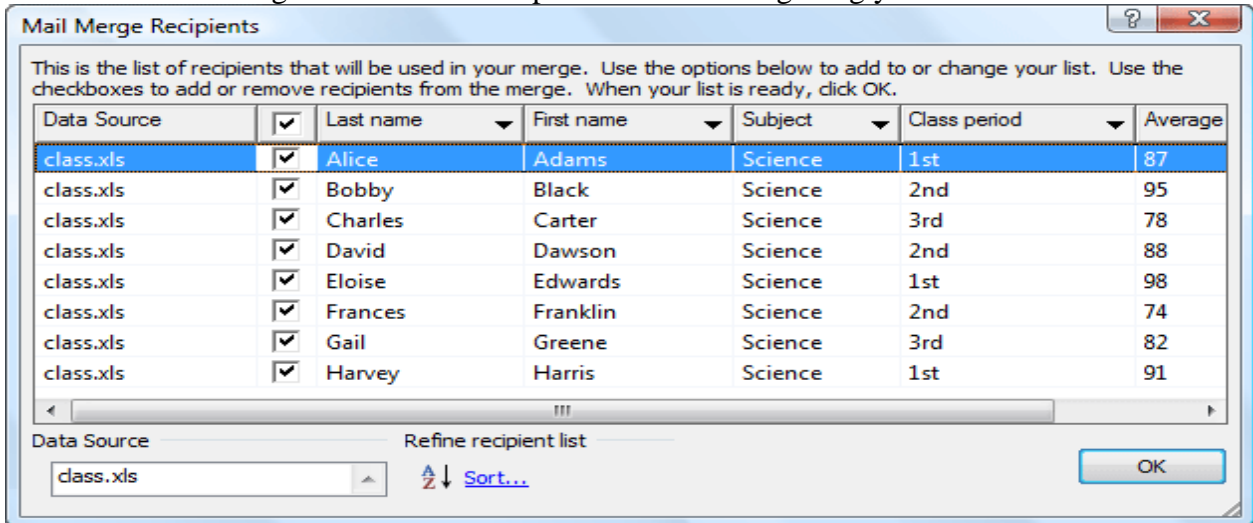 Mail Merge Recipients
This is the list of recipients that will be used in your merge. Use the options below to add to or change your list. Use the
checkboxes to add or remove recipients from the merge. When your list is ready, click OK.
Data Source Last name First name Subject Class period Average
class.xls Alice Adams Science 1st 87
class.xls Bobby Black Science 2nd 95
class.xls Charles Carter Science 3rd 78
class.xls David Dawson Science 2nd 88
class.xls Eloise Edwards Science 1st 98
class.xls Frances Franklin Science 2nd 74
class.xls Gail Greene Science 3rd 82
class.xls Harvey Harris Science 1st 91
Data Source Refine recipient list
class.xls Sort... OK